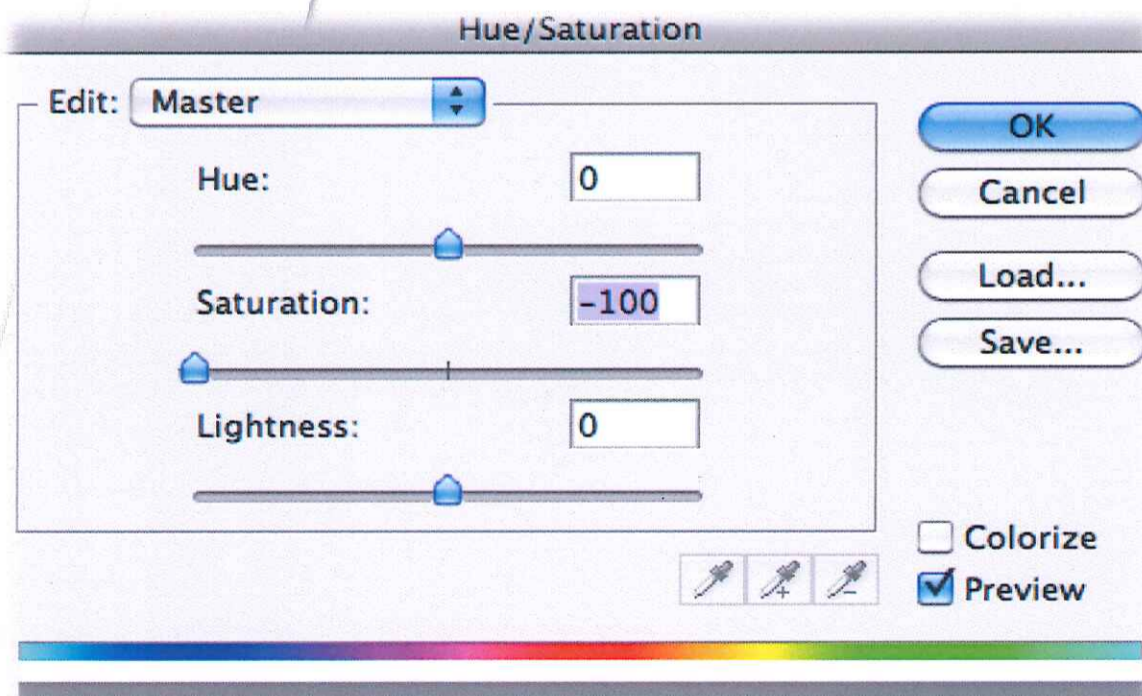 Hue/Saturation
Edit: Master
Hue: 0
Saturation: -100
Lightness: 0
OK
Cancel
Load...
Save...
Colorize
Preview